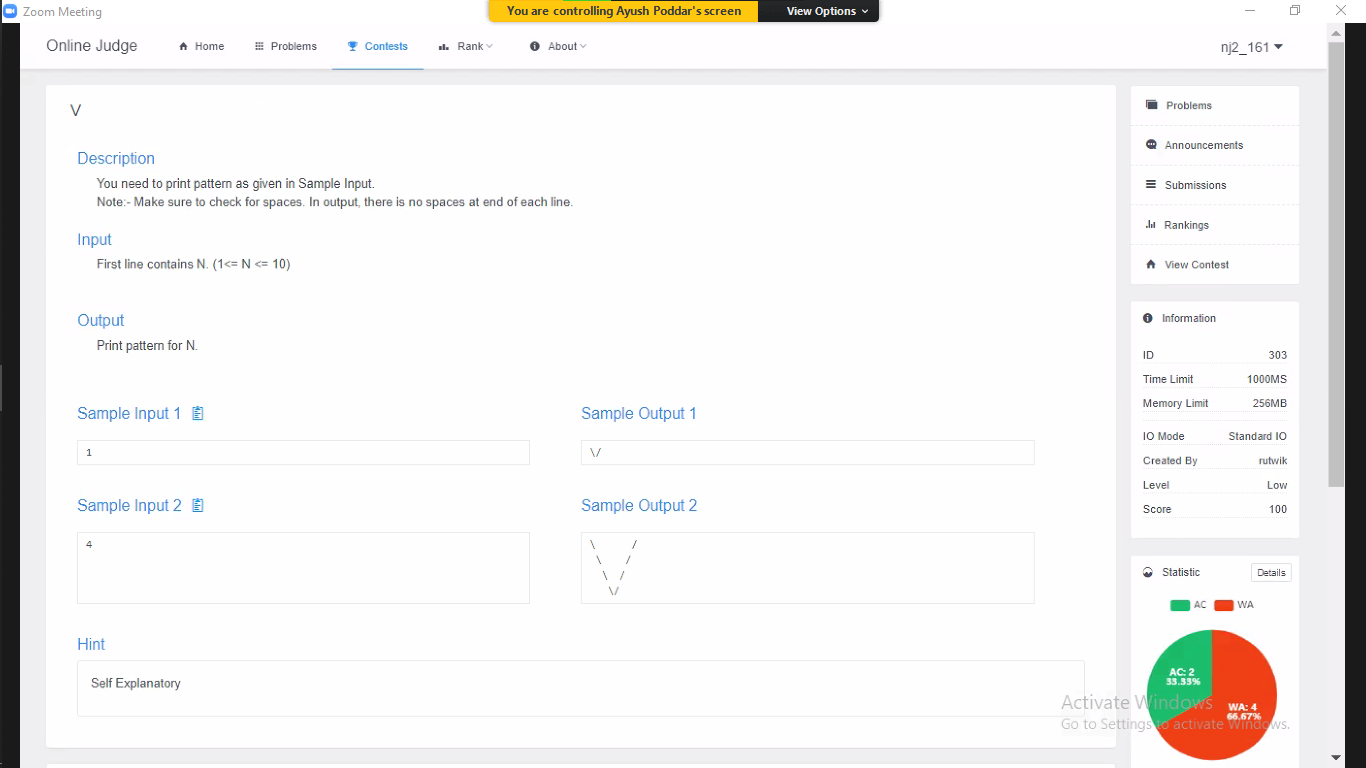 Zoom Meeting
You are controlling Ayush Poddar's screen
View Options
Online Judge
Home
Problems
Contests
Rank
About
nj2_161
V
Description
You need to print pattern as given in Sample Input.
Note:- Make sure to check for spaces. In output, there is no spaces at end of each line.
Input
First line contains N. (1<= N <= 10)
Output
Print pattern for N.
Sample Input 1
Sample Output 1
1
\/
Sample Input 2
Sample Output 2
4
\      /
 \    /
  \  /
   \/
Hint
Self Explanatory
Problems
Announcements
Submissions
Rankings
View Contest
Information
ID 303
Time Limit 1000MS
Memory Limit 256MB
IO Mode Standard IO
Created By rutwik
Level Low
Score 100
Statistic
Details
AC WA
AC: 2
33.33%
WA: 4
66.67%
Activate Windows
Go to Settings to activate Windows.